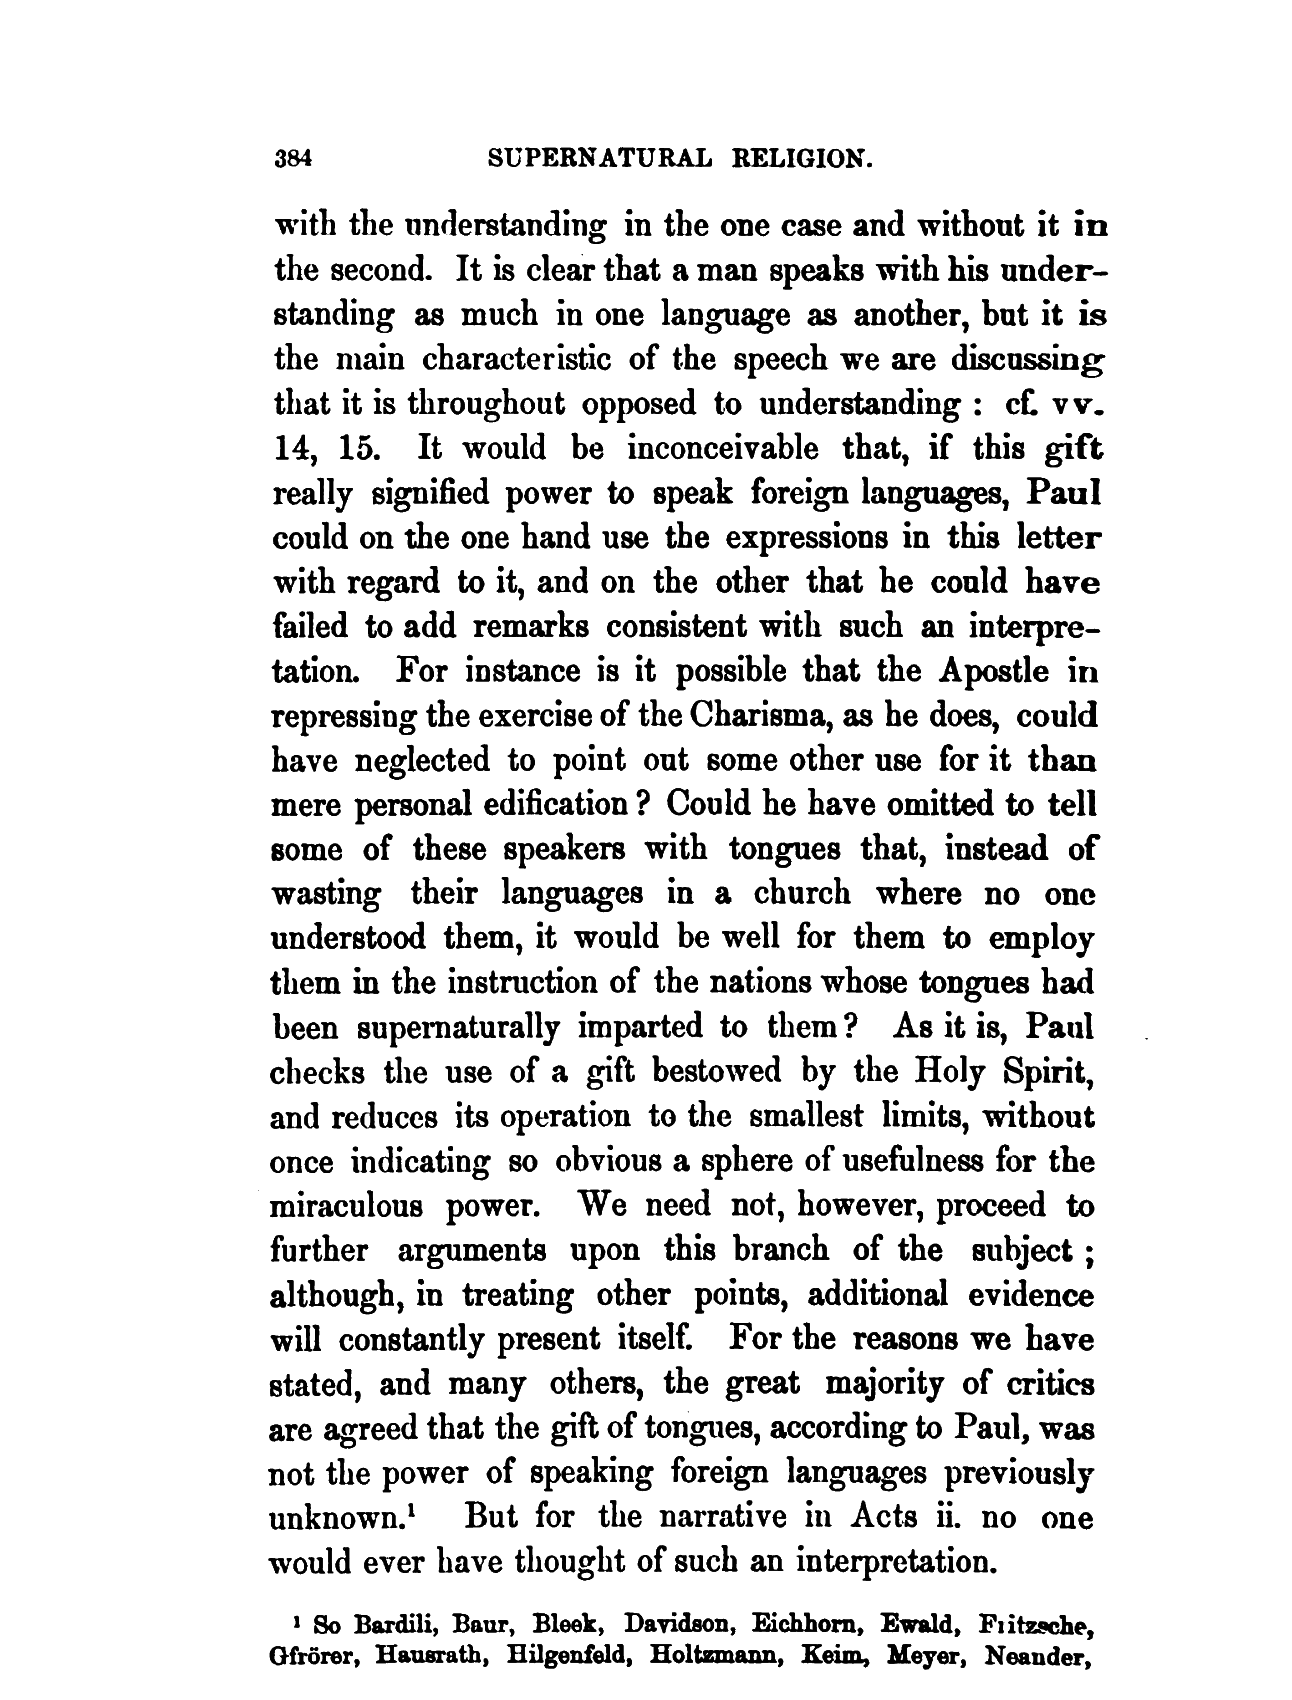 384 SUPERNATURAL RELIGION.
with the understanding in the one case and without it in
the second. It is clear that a man speaks with his under-
standing as much in one language as another, but it is
the main characteristic of the speech we are discussing
that it is throughout opposed to understanding : cf. vv.
14, 15. It would be inconceivable that, if this gift
really signified power to speak foreign languages, Paul
could on the one hand use the expressions in this letter
with regard to it, and on the other that he could have
failed to add remarks consistent with such an interpre-
tation. For instance is it possible that the Apostle in
repressing the exercise of the Charisma, as he does, could
have neglected to point out some other use for it than
mere personal edification ? Could he have omitted to tell
some of these speakers with tongues that, instead of
wasting their languages in a church where no one
understood them, it would be well for them to employ
them in the instruction of the nations whose tongues had
been supernaturally imparted to them ? As it is, Paul
checks the use of a gift bestowed by the Holy Spirit,
and reduces its operation to the smallest limits, without
once indicating so obvious a sphere of usefulness for the
miraculous power. We need not, however, proceed to
further arguments upon this branch of the subject ;
although, in treating other points, additional evidence
will constantly present itself. For the reasons we have
stated, and many others, the great majority of critics
are agreed that the gift of tongues, according to Paul, was
not the power of speaking foreign languages previously
unknown.¹ But for the narrative in Acts ii. no one
would ever have thought of such an interpretation.
¹ So Bardili, Baur, Bleek, Davidson, Eichhorn, Ewald, Fritzsche,
Gfrörer, Hausrath, Hilgenfeld, Holtzmann, Keim, Meyer, Neander,